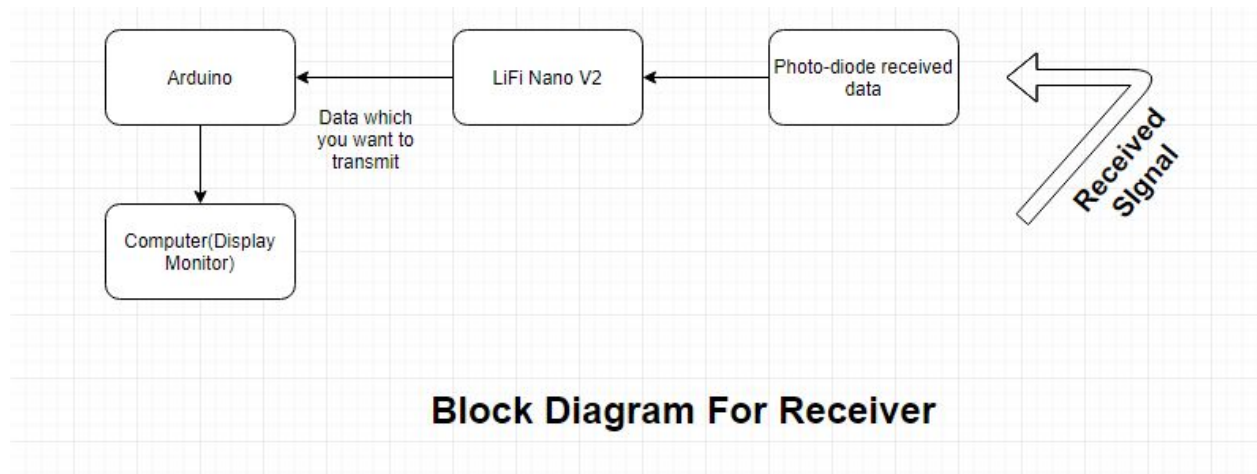 Arduino
LiFi Nano V2
Photo-diode received
data
Data which
you want to
transmit
Received
SIgnal
Computer(Display
Monitor)
Block Diagram For Receiver